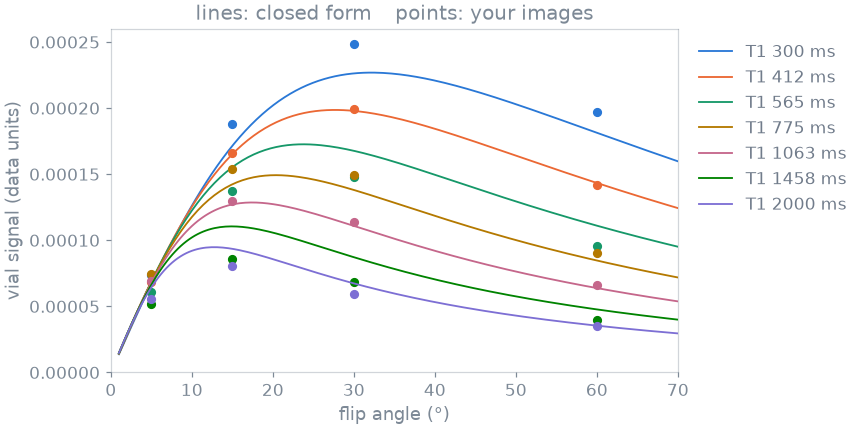 lines: closed form    points: your images
0.00025
0.00020
0.00015
0.00010
0.00005
0.00000
vial signal (data units)
0 10 20 30 40 50 60 70
flip angle (°)
T1 300 ms
T1 412 ms
T1 565 ms
T1 775 ms
T1 1063 ms
T1 1458 ms
T1 2000 ms